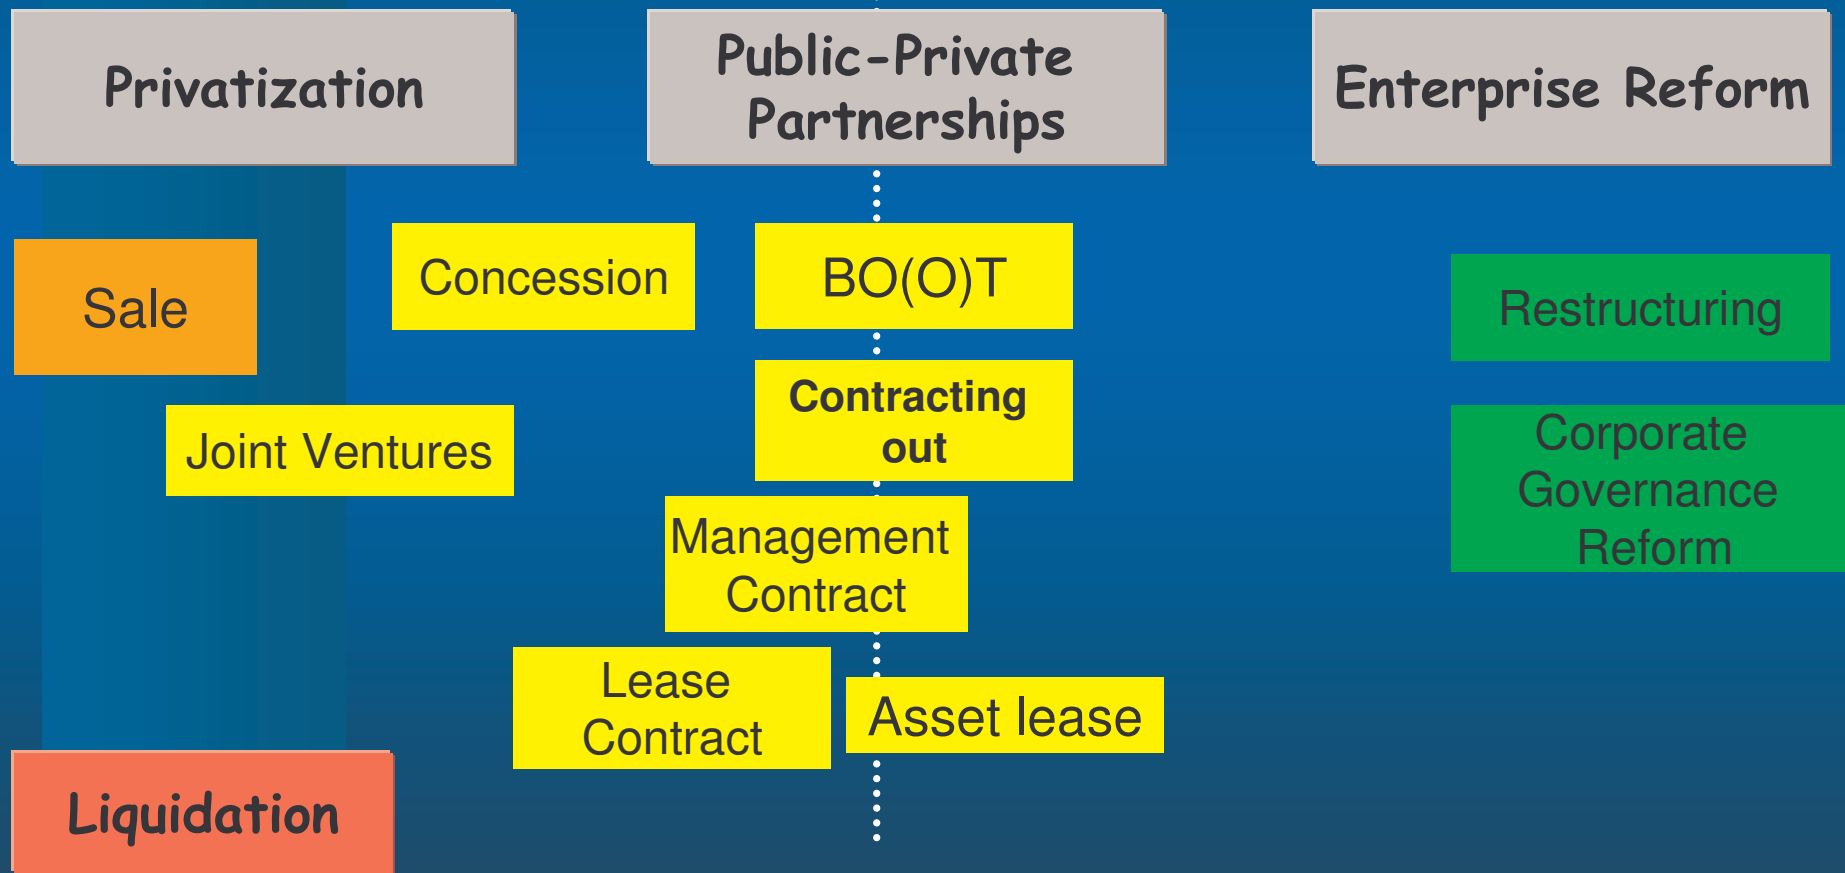 Privatization
Public-Private
Partnerships
Enterprise Reform
Sale
Concession
BO(O)T
Restructuring
Joint Ventures
Contracting
out
Corporate
Governance
Reform
Management
Contract
Lease
Contract
Asset lease
Liquidation